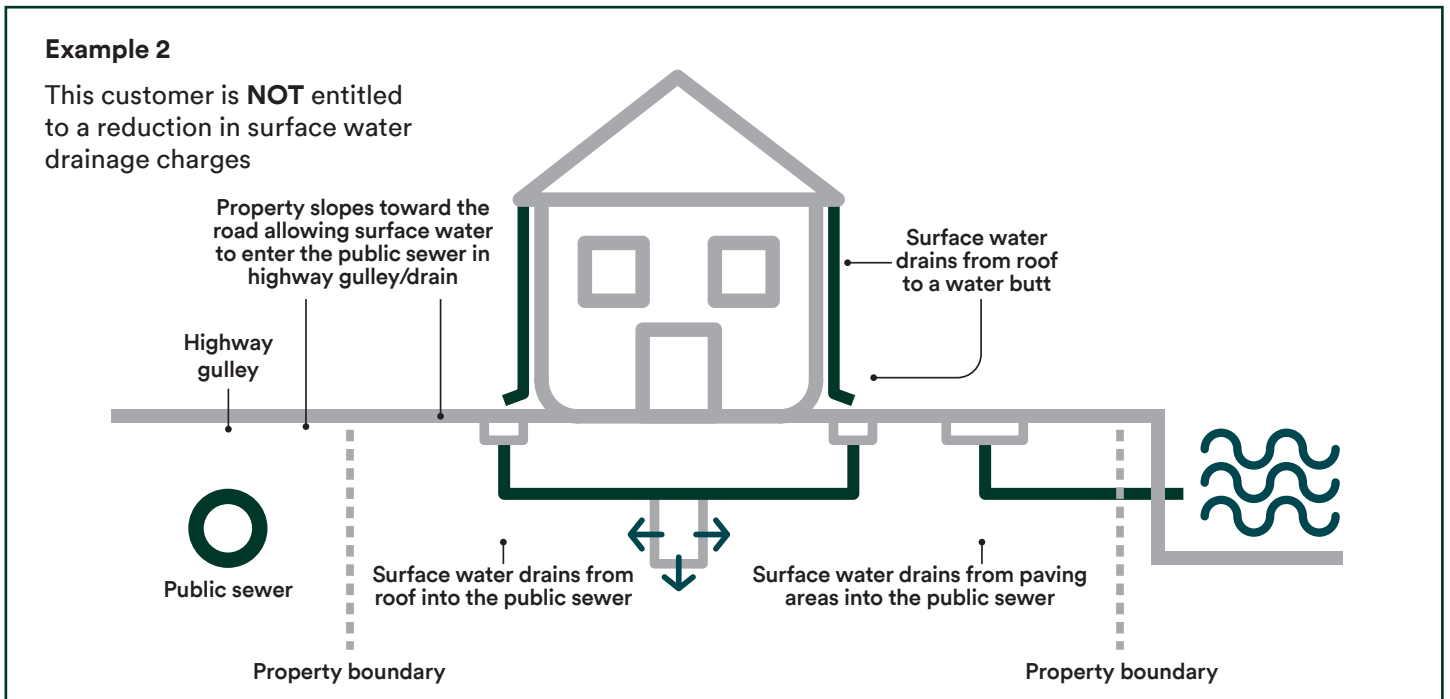 Example 2
This customer is NOT entitled
to a reduction in surface water
drainage charges
Property slopes toward the
road allowing surface water
to enter the public sewer in
highway gulley/drain
Surface water
drains from roof
to a water butt
Highway
gulley
Public sewer
Surface water drains from
roof into the public sewer
Surface water drains from paving
areas into the public sewer
Property boundary
Property boundary